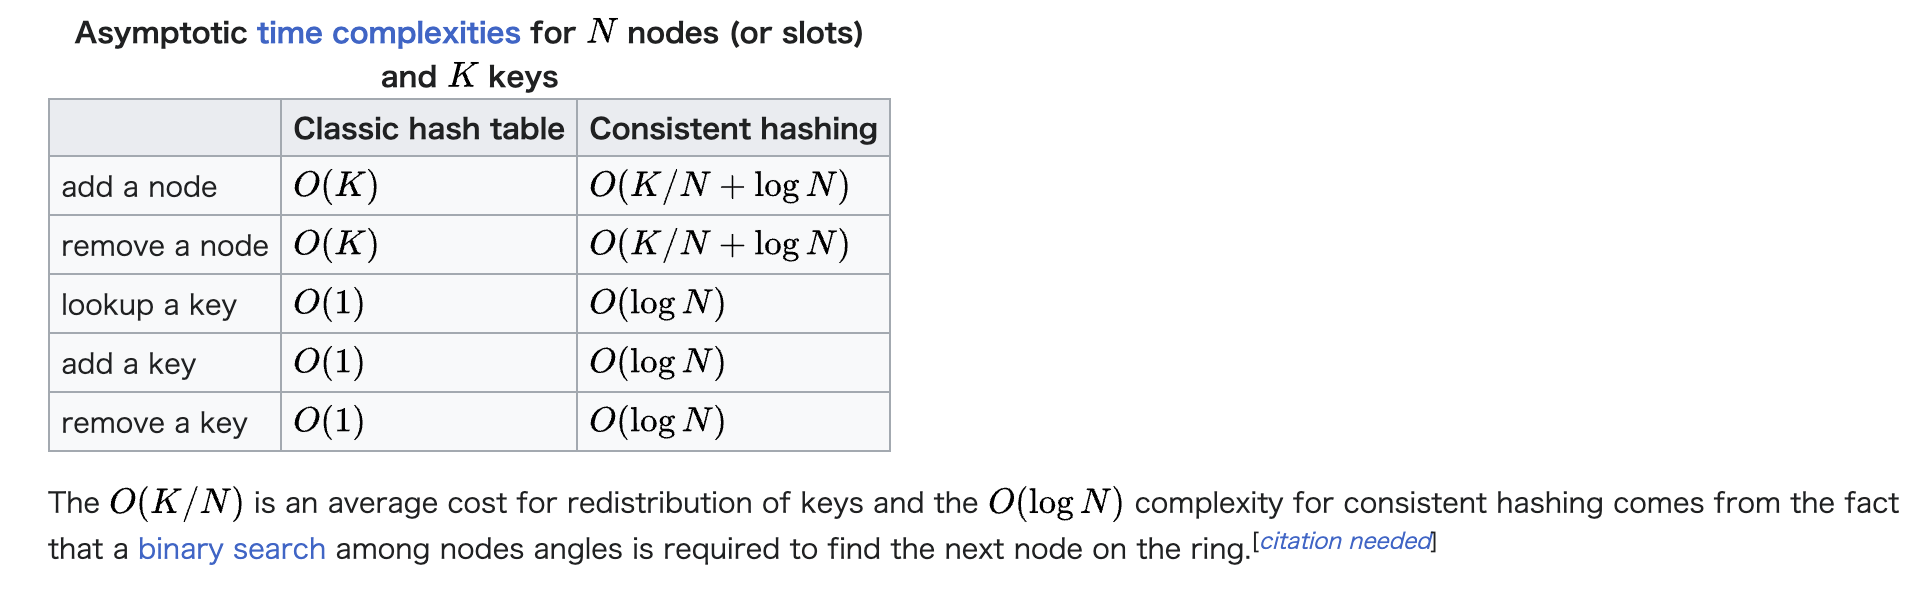 Asymptotic time complexities for N nodes (or slots)
and K keys
Classic hash table Consistent hashing
add a node O(K) O(K/N + log N)
remove a node O(K) O(K/N + log N)
lookup a key O(1) O(log N)
add a key O(1) O(log N)
remove a key O(1) O(log N)
The O(K/N) is an average cost for redistribution of keys and the O(log N) complexity for consistent hashing comes from the fact
that a binary search among nodes angles is required to find the next node on the ring.[citation needed]